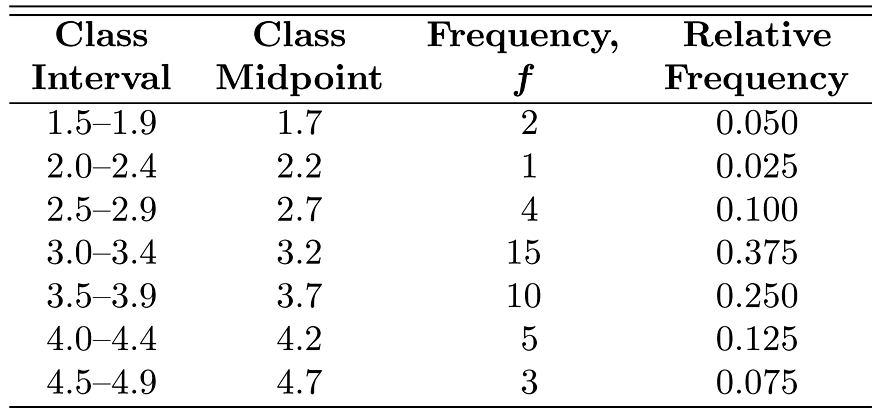 Class Class Frequency, Relative
Interval Midpoint f Frequency
1.5–1.9 1.7 2 0.050
2.0–2.4 2.2 1 0.025
2.5–2.9 2.7 4 0.100
3.0–3.4 3.2 15 0.375
3.5–3.9 3.7 10 0.250
4.0–4.4 4.2 5 0.125
4.5–4.9 4.7 3 0.075